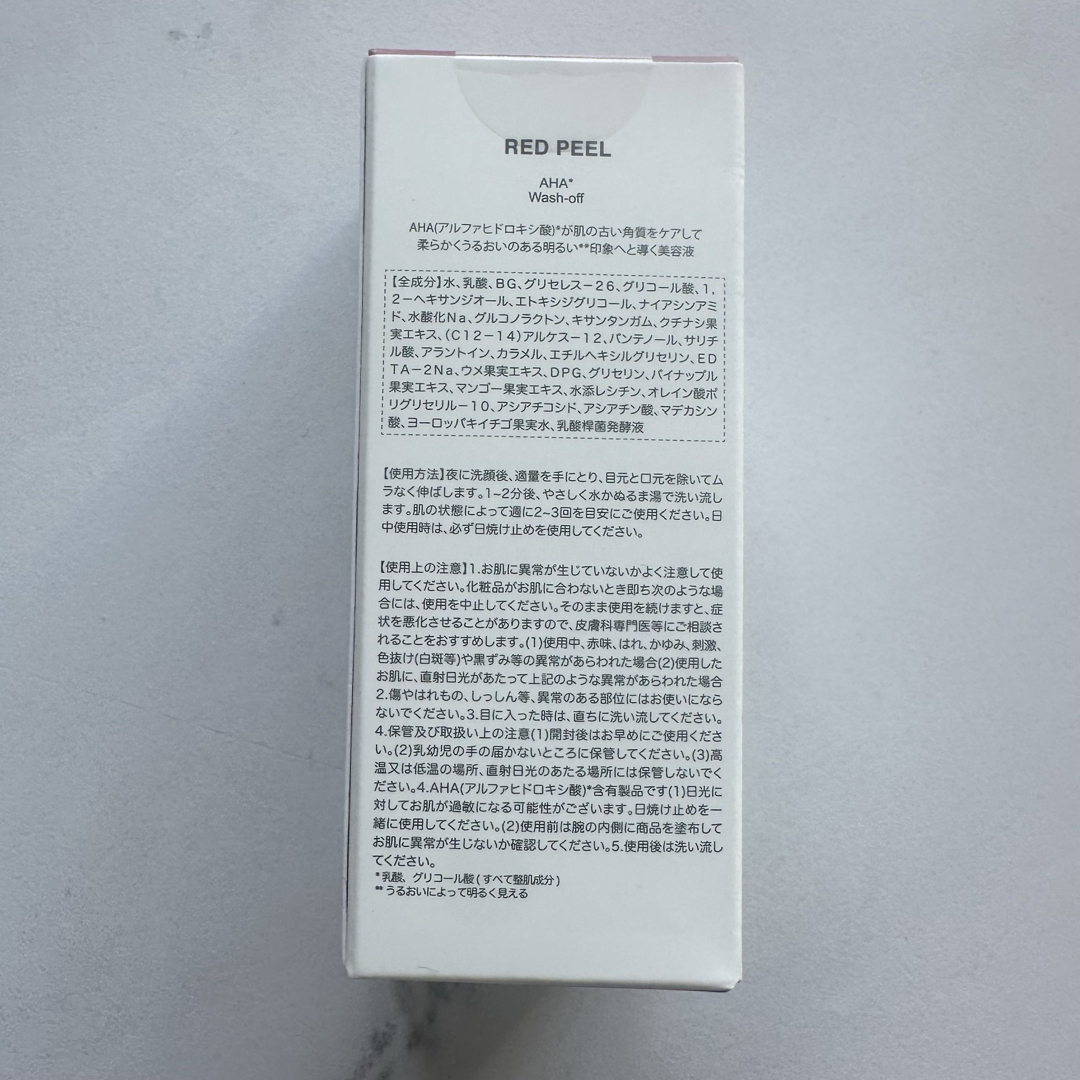 RED PEEL
AHA*
Wash-off
AHA(アルファヒドロキシ酸)*が肌の古い角質をケアして
柔らかくうるおいのある明るい**印象へと導く美容液
【全成分】水、乳酸、BG、グリセレス－26、グリコール酸、1,
2－ヘキサンジオール、エトキシジグリコール、ナイアシンアミ
ド、水酸化Na、グルコノラクトン、キサンタンガム、クチナシ果
実エキス、(C12－14)アルケス－12、パンテノール、サリチ
ル酸、アラントイン、カラメル、エチルヘキシルグリセリン、ED
TA－2Na、ウメ果実エキス、DPG、グリセリン、パイナップル
果実エキス、マンゴー果実エキス、水添レシチン、オレイン酸ポ
リグリセリル－10、アシアチコシド、アシアチン酸、マデカシン
酸、ヨーロッパキイチゴ果実水、乳酸桿菌発酵液
【使用方法】夜に洗顔後、適量を手にとり、目元と口元を除いてム
ラなく伸ばします。1~2分後、やさしく水かぬるま湯で洗い流し
ます。肌の状態によって週に2~3回を目安にご使用ください。日
中使用時は、必ず日焼け止めを使用してください。
【使用上の注意】1.お肌に異常が生じていないかよく注意して使
用してください。化粧品がお肌に合わないとき即ち次のような場
合には、使用を中止してください。そのまま使用を続けますと、症
状を悪化させることがありますので、皮膚科専門医等にご相談さ
れることをおすすめします。(1)使用中、赤味、はれ、かゆみ、刺激、
色抜け(白斑等)や黒ずみ等の異常があらわれた場合(2)使用した
お肌に、直射日光があたって上記のような異常があらわれた場合
2.傷やはれもの、しっしん等、異常のある部位にはお使いになら
ないでください。3.目に入った時は、直ちに洗い流してください。
4.保管及び取扱い上の注意(1)開封後はお早めにご使用くださ
い。(2)乳幼児の手の届かないところに保管してください。(3)高
温又は低温の場所、直射日光のあたる場所には保管しないでく
ださい。4.AHA(アルファヒドロキシ酸)*含有製品です(1)日光に
対してお肌が過敏になる可能性がございます。日焼け止めを一
緒に使用してください。(2)使用前は腕の内側に商品を塗布して
お肌に異常が生じないか確認してください。5.使用後は洗い流し
てください。
*乳酸、グリコール酸(すべて整肌成分)
**うるおいによって明るく見える